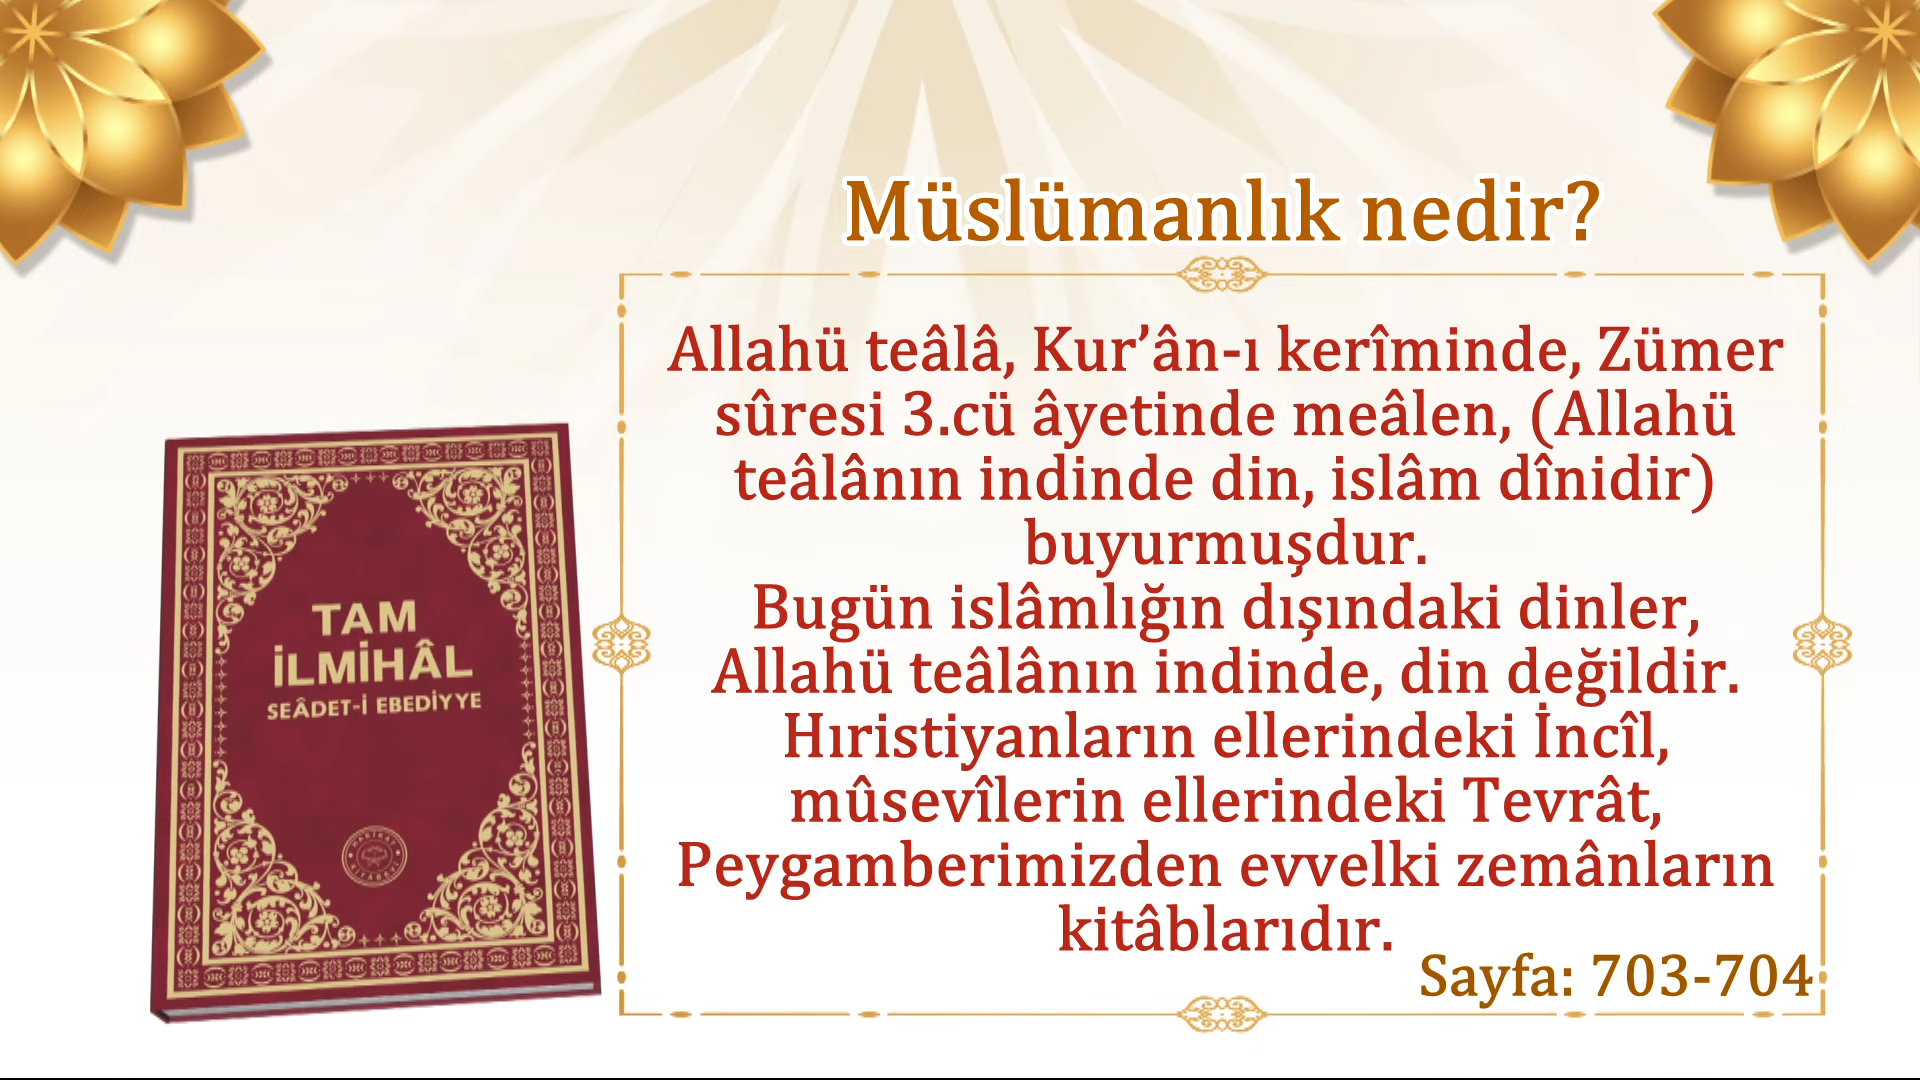 Müslümanlık nedir?
Allahü teâlâ, Kur’ân-ı kerîminde, Zümer
sûresi 3.cü âyetinde meâlen, (Allahü
teâlânın indinde din, islâm dînidir)
buyurmuşdur.
Bugün islâmlığın dışındaki dinler,
Allahü teâlânın indinde, din değildir.
Hıristiyanların ellerindeki İncîl,
mûsevîlerin ellerindeki Tevrât,
Peygamberimizden evvelki zemânların
kitâblarıdır.
Sayfa: 703-704
TAM
İLMİHÂL
SEÂDET-İ EBEDİYYE